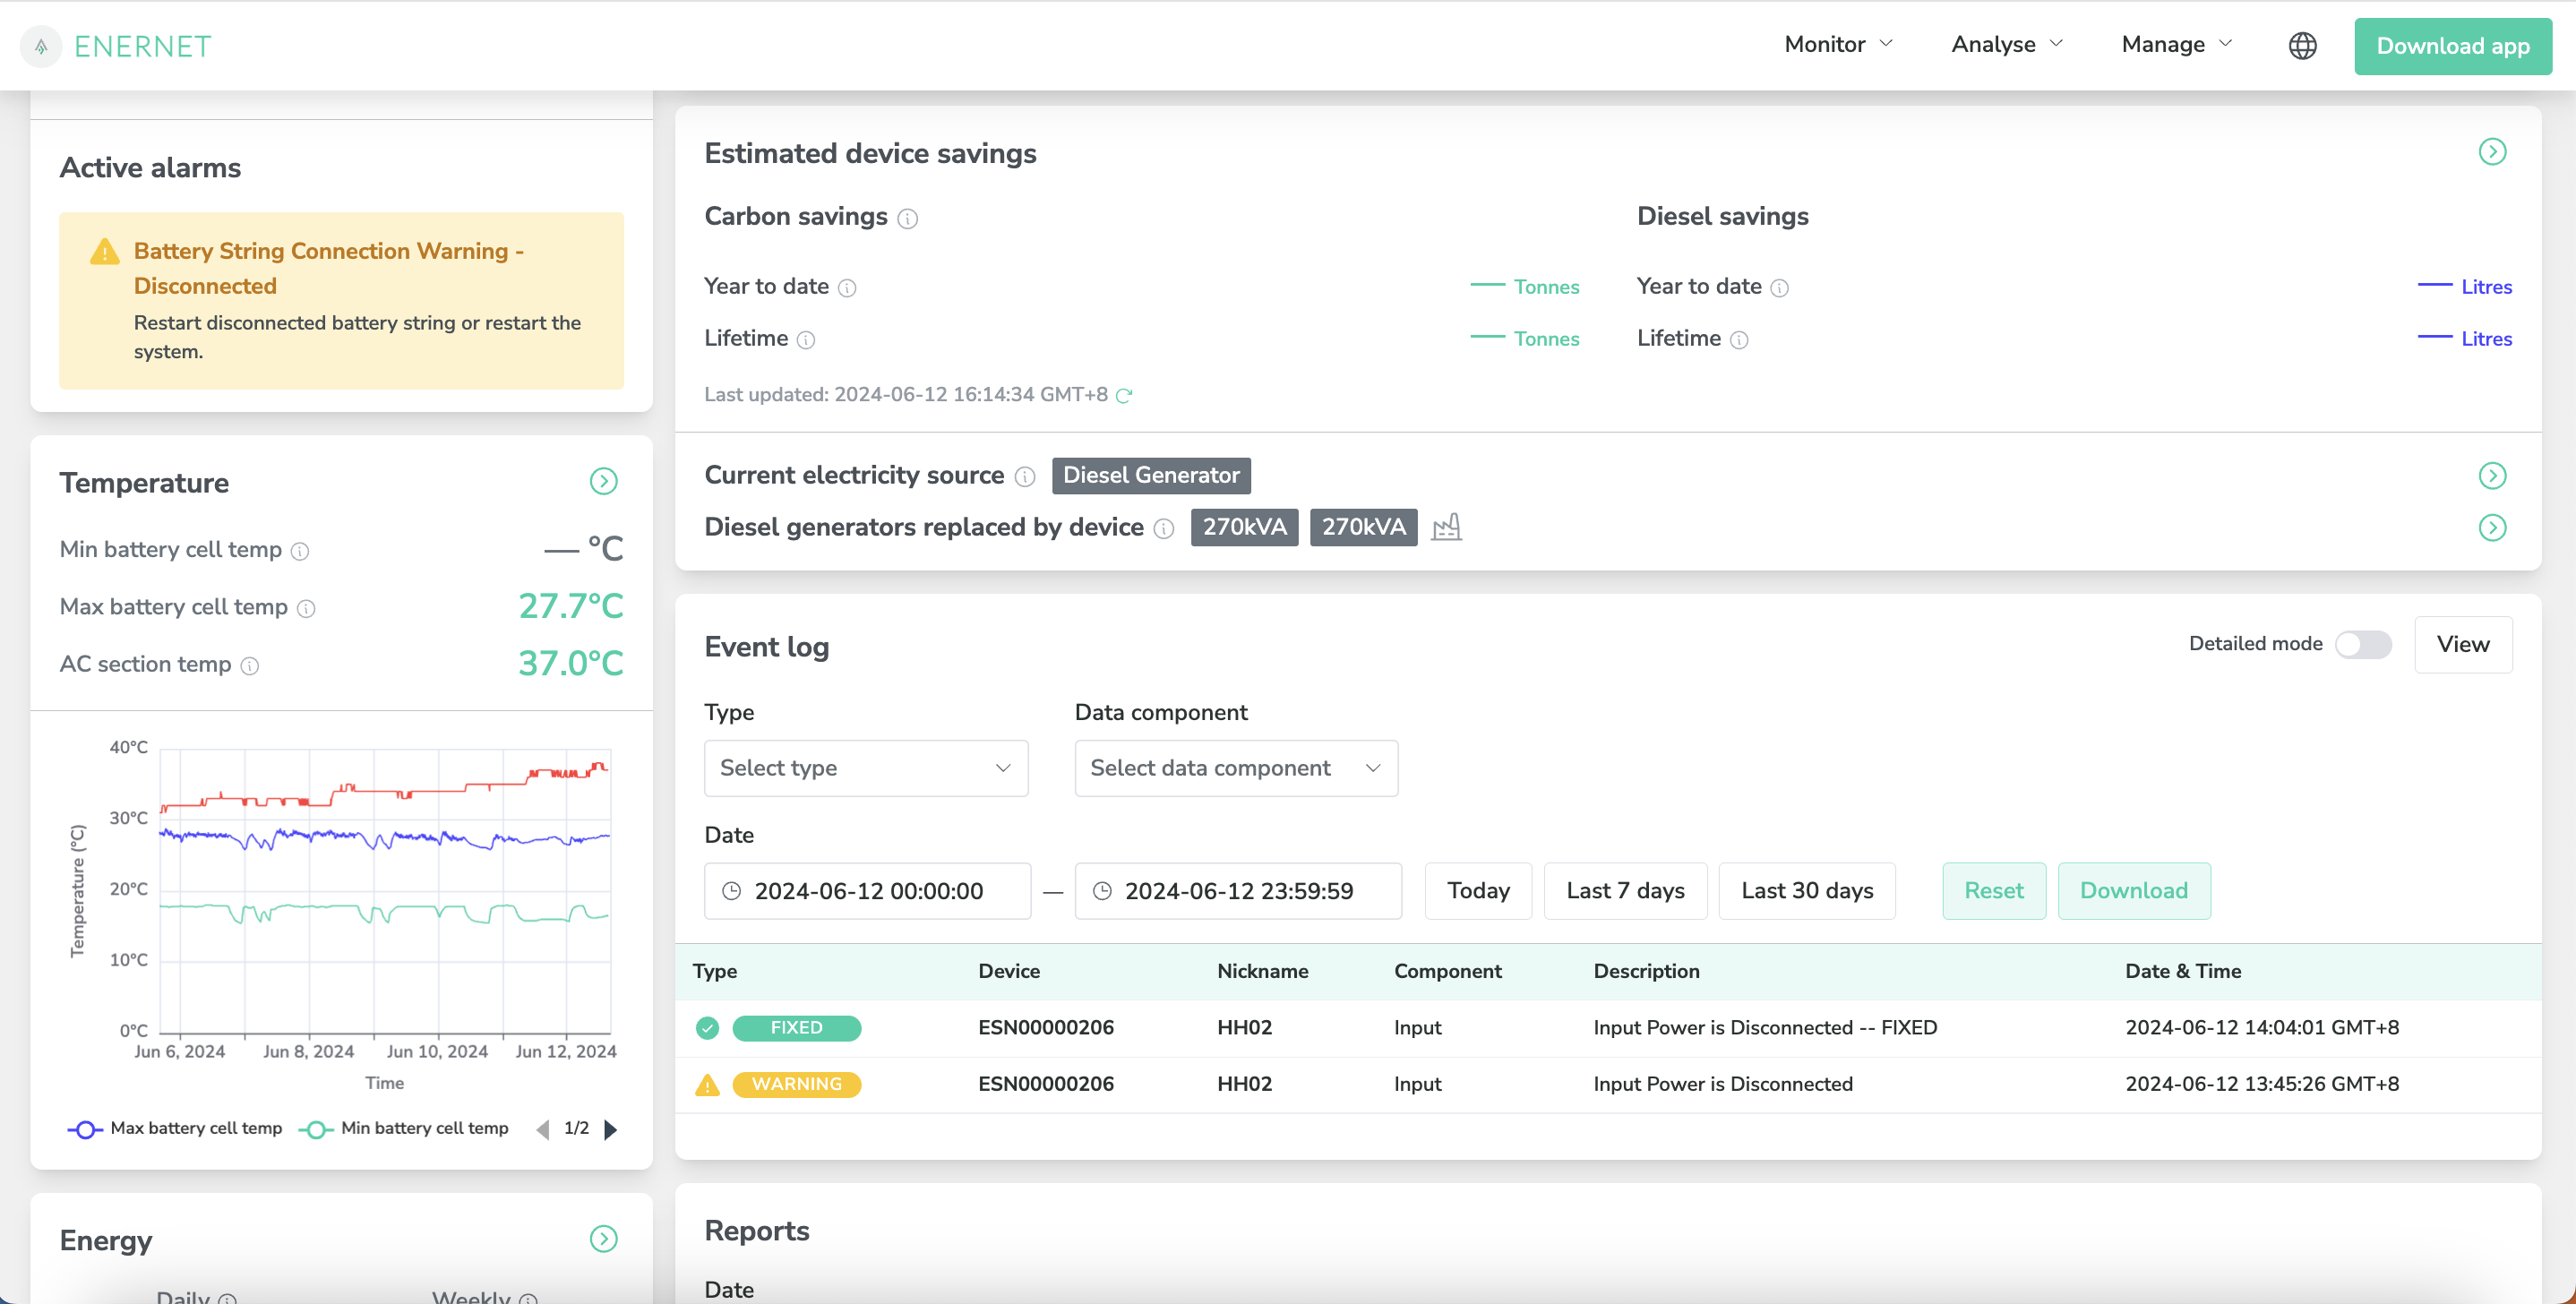 ENERNET
Monitor
Analyse
Manage
Download app
Active alarms
Battery String Connection Warning -
Disconnected
Restart disconnected battery string or restart the
system.
Temperature
Min battery cell temp
— °C
Max battery cell temp
27.7°C
AC section temp
37.0°C
40°C
30°C
20°C
10°C
0°C
Temperature (°C)
Jun 6, 2024
Jun 8, 2024
Jun 10, 2024
Jun 12, 2024
Time
Max battery cell temp
Min battery cell temp
1/2
Energy
Daily
Weekly
Estimated device savings
Carbon savings
Year to date
— Tonnes
Lifetime
— Tonnes
Diesel savings
Year to date
— Litres
Lifetime
— Litres
Last updated: 2024-06-12 16:14:34 GMT+8
Current electricity source
Diesel Generator
Diesel generators replaced by device
270kVA
270kVA
Event log
Detailed mode
View
Type
Data component
Select type
Select data component
Date
2024-06-12 00:00:00 — 2024-06-12 23:59:59
Today
Last 7 days
Last 30 days
Reset
Download
Type Device Nickname Component Description Date & Time
FIXED ESN00000206 HH02 Input Input Power is Disconnected -- FIXED 2024-06-12 14:04:01 GMT+8
WARNING ESN00000206 HH02 Input Input Power is Disconnected 2024-06-12 13:45:26 GMT+8
Reports
Date